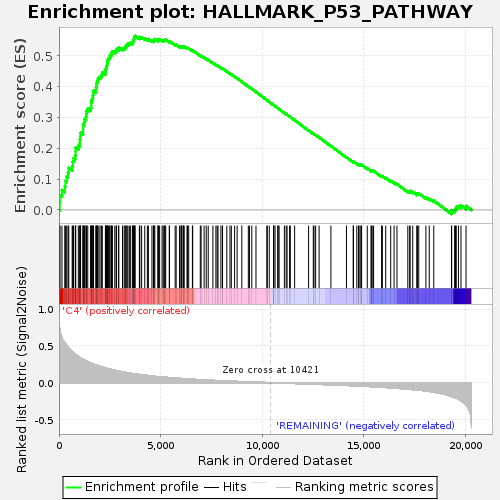 Enrichment plot: HALLMARK_P53_PATHWAY
Enrichment score (ES)
0.5
0.4
0.3
0.2
0.1
0.0
'C4' (positively correlated)
Ranked list metric (Signal2Noise)
1.0
0.5
0.0
-0.5
Zero cross at 10421
'REMAINING' (negatively correlated)
0
5,000
10,000
15,000
20,000
Rank in Ordered Dataset
Enrichment profile
Hits
Ranking metric scores